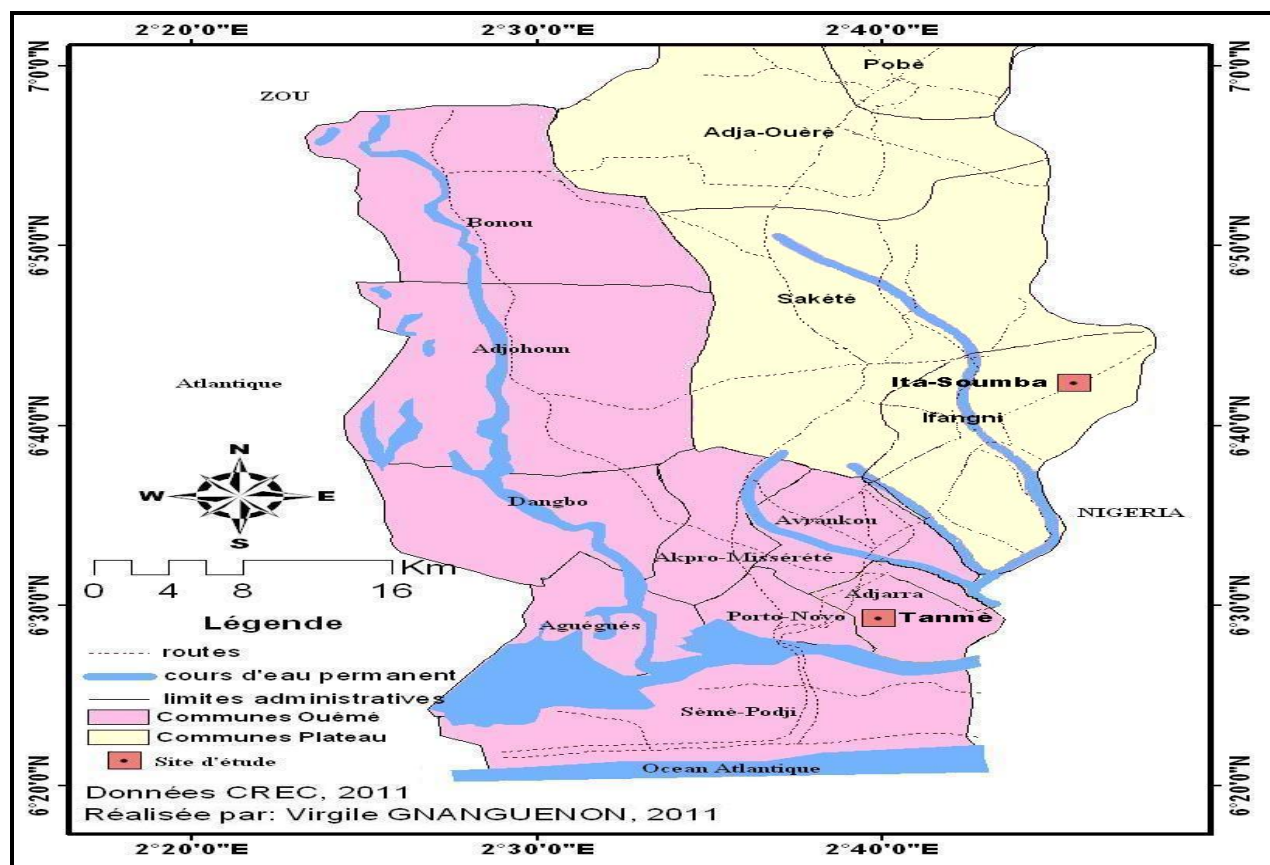 2°20'0"E 2°30'0"E 2°40'0"E
7°0'0"N 7°0'0"N
Pobè
ZOU
Adja-Ouèrè
Bonou
6°50'0"N 6°50'0"N
Sakété
Adjohoun
Atlantique
Ita-Soumba
Ifangni
6°40'0"N 6°40'0"N
N
W E
S
Dangbo
Avrankou
NIGERIA
Akpro-Missérété
Km
0 4 8 16
Adjarra
6°30'0"N 6°30'0"N
Porto-Novo
Tanmè
Aguégués
Légende
routes
cours d'eau permanent
limites administratives
Communes Ouémé
Communes Plateau
Site d'étude
Sèmè-Podji
Ocean Atlantique
6°20'0"N 6°20'0"N
Données CREC, 2011
Réalisée par: Virgile GNANGUENON, 2011
2°20'0"E 2°30'0"E 2°40'0"E